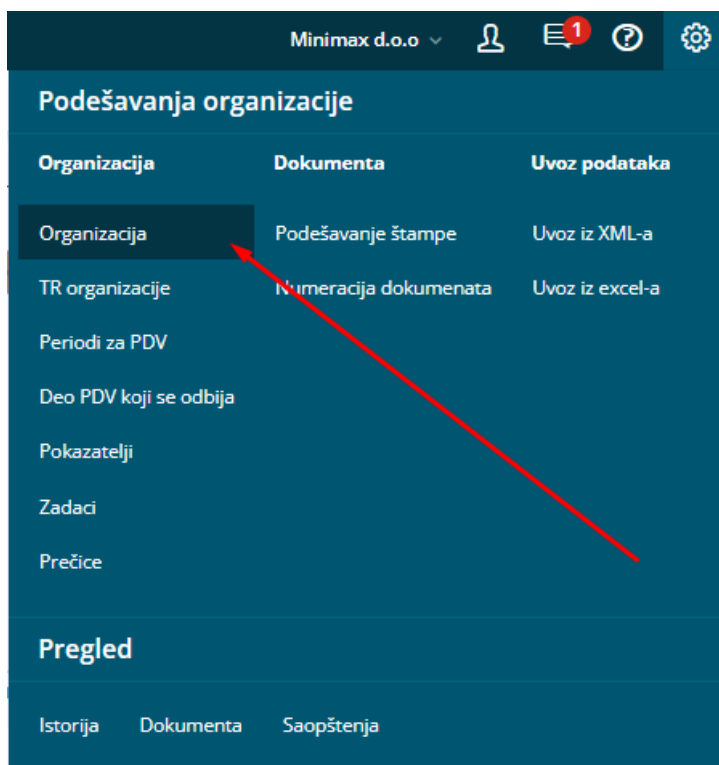 Minimax d.o.o
1
Podešavanja organizacije
Organizacija Dokumenta Uvoz podataka
Organizacija Podešavanje štampe Uvoz iz XML-a
TR organizacije Numeracija dokumenata Uvoz iz excel-a
Periodi za PDV
Deo PDV koji se odbija
Pokazatelji
Zadaci
Prečice
Pregled
Istorija Dokumenta Saopštenja